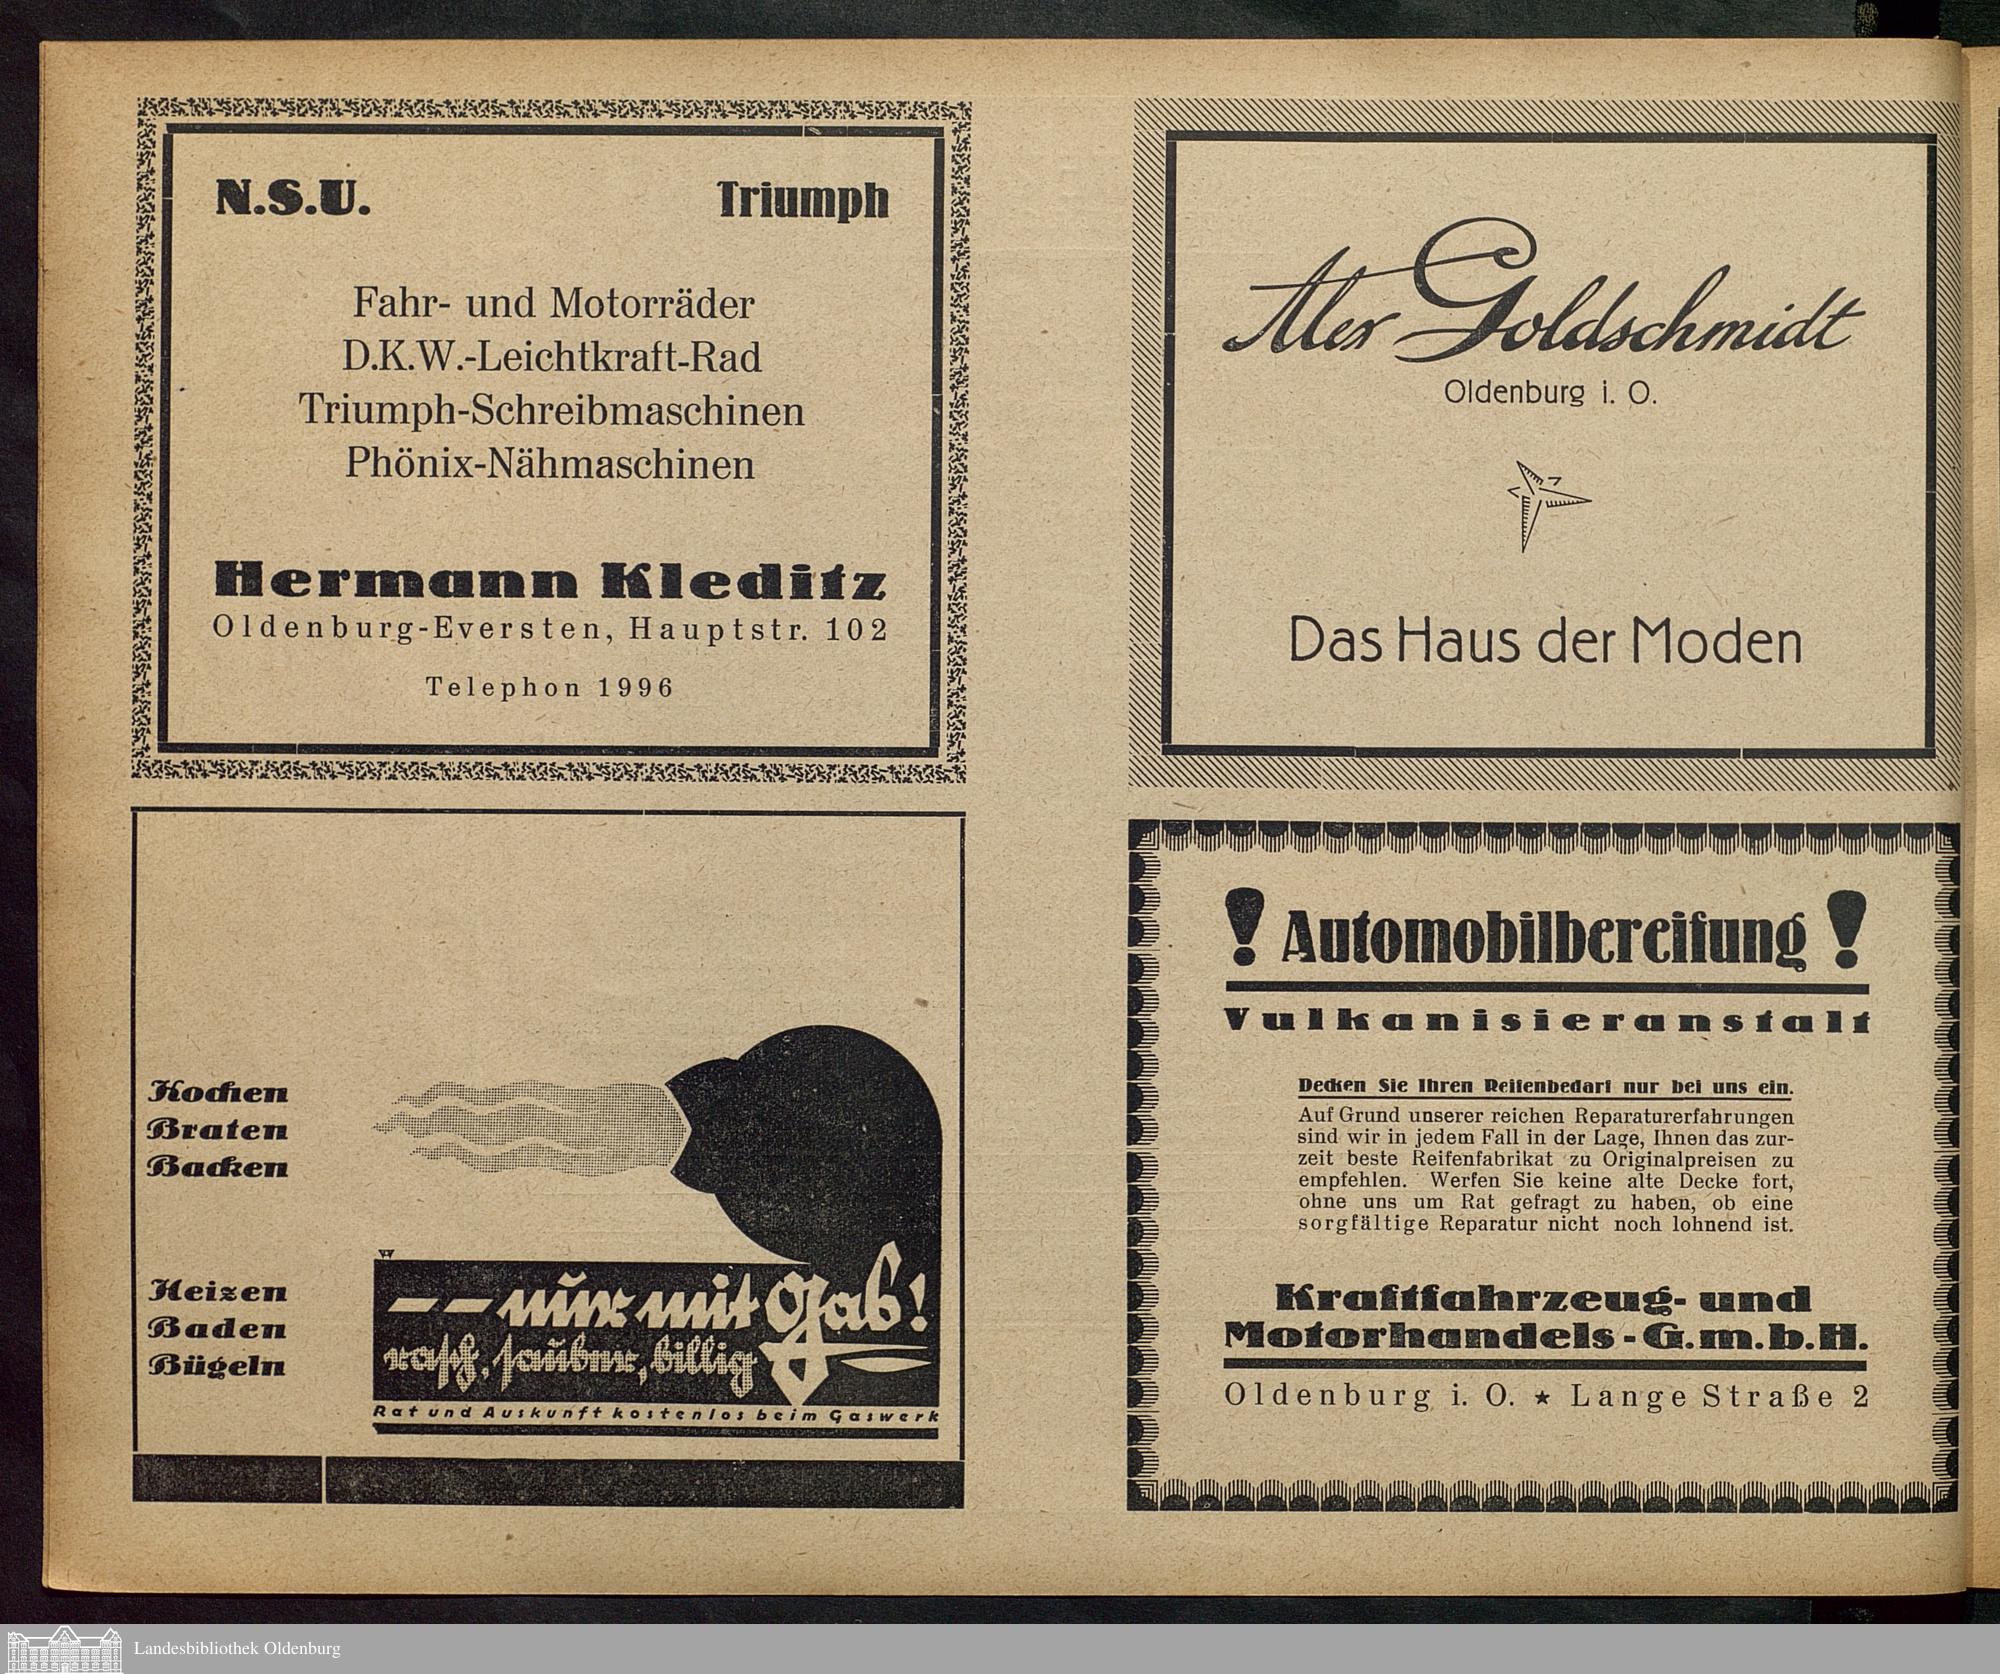 N.S.U. Triumph
Fahr- und Motorräder
D.K.W.-Leichtkraft-Rad
Triumph-Schreibmaschinen
Phönix-Nähmaschinen
Hermann Kleditz
Oldenburg-Eversten, Hauptstr. 102
Telephon 1996
Kochen
Braten
Backen
Heizen
Baden
Bügeln
-- nur mit Gas!
rasch, sauber, billig
Rat und Auskunft kostenlos beim Gaswerk
Alex Goldschmidt
Oldenburg i. O.
Das Haus der Moden
! Automobilbereifung !
Vulkanisieranstalt
Decken Sie Ihren Reifenbedarf nur bei uns ein.
Auf Grund unserer reichen Reparaturerfahrungen
sind wir in jedem Fall in der Lage, Ihnen das zur-
zeit beste Reifenfabrikat zu Originalpreisen zu
empfehlen. Werfen Sie keine alte Decke fort,
ohne uns um Rat gefragt zu haben, ob eine
sorgfältige Reparatur nicht noch lohnend ist.
Kraftfahrzeug- und
Motorhandels-G.m.b.H.
Oldenburg i. O. ★ Lange Straße 2
Landesbibliothek Oldenburg